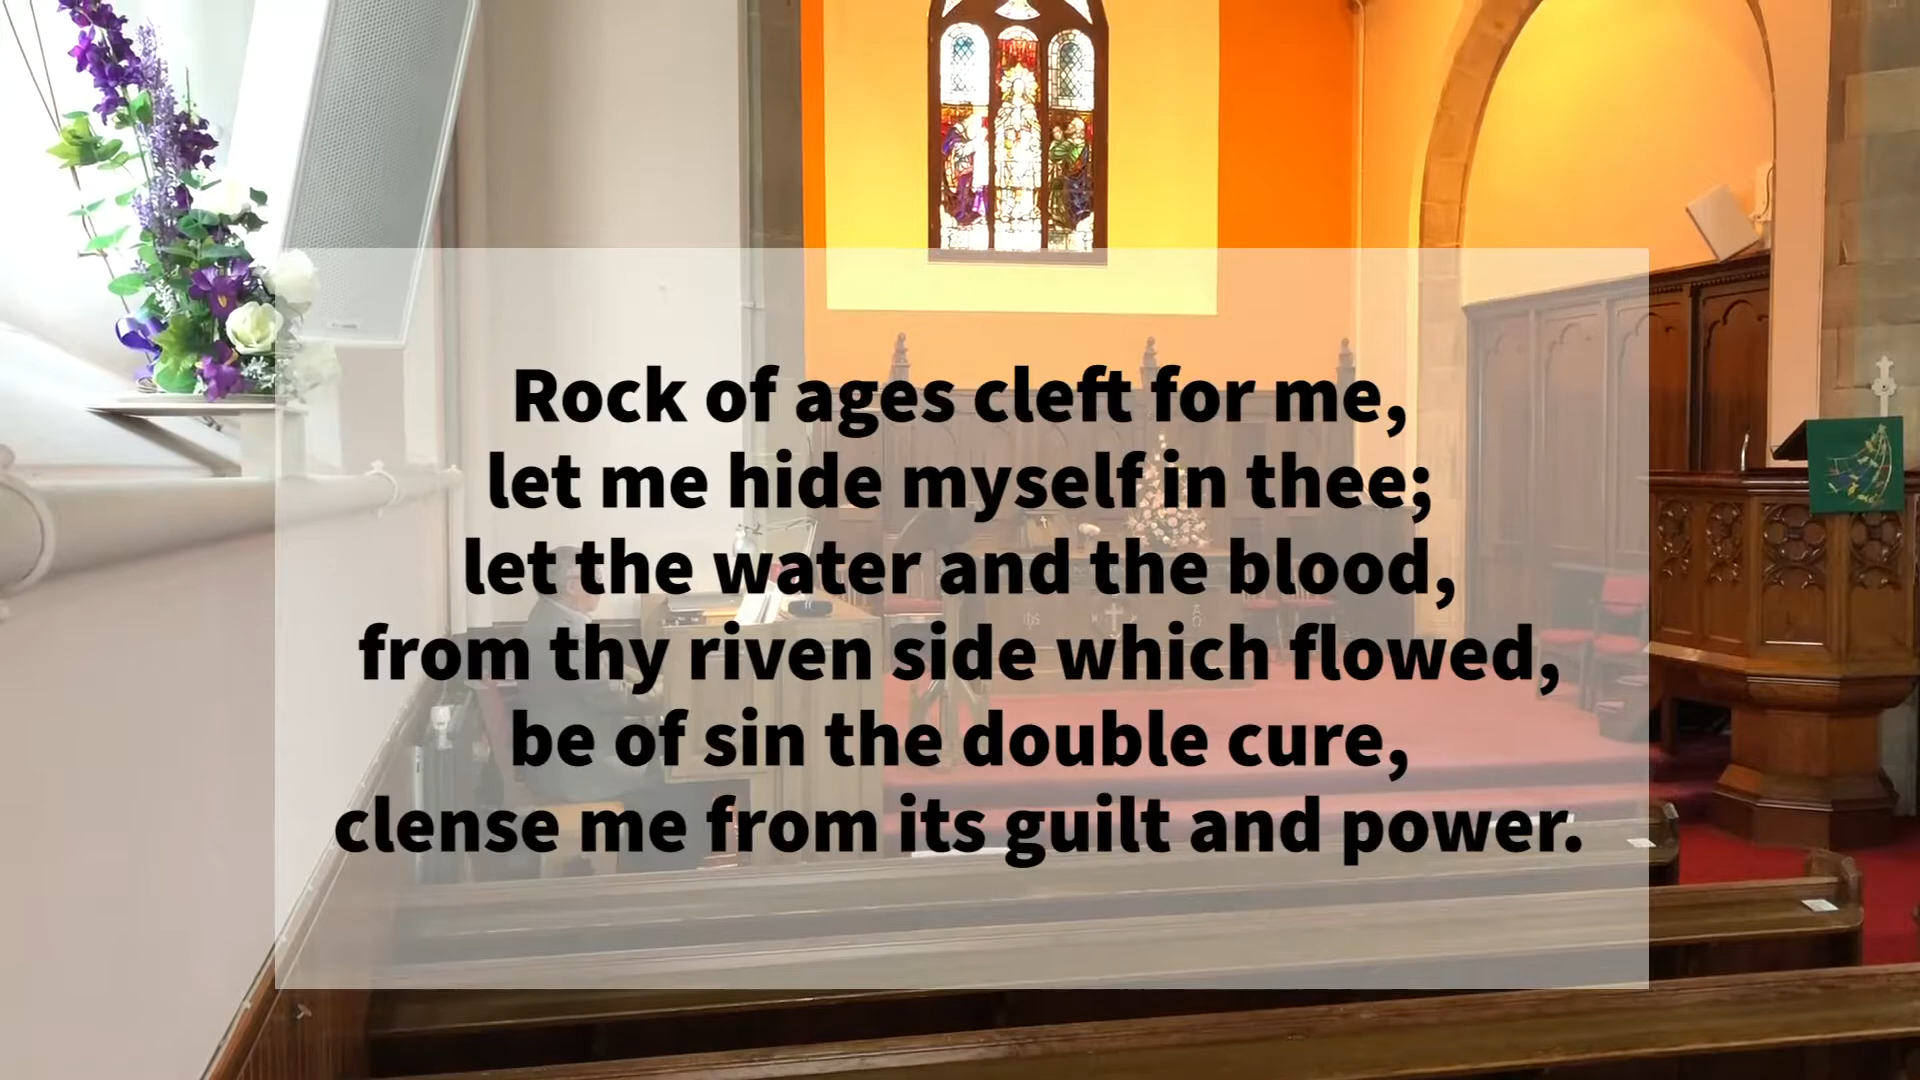 Rock of ages cleft for me,
let me hide myself in thee;
let the water and the blood,
from thy riven side which flowed,
be of sin the double cure,
clense me from its guilt and power.